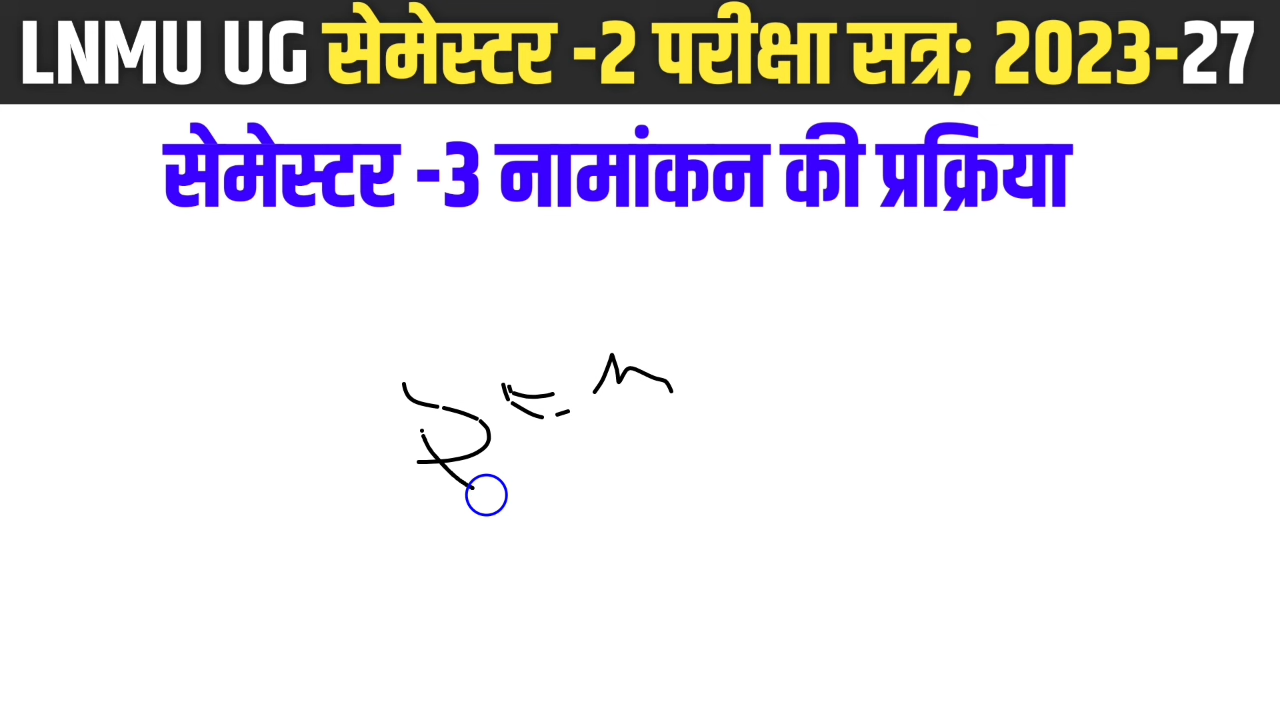 LNMU UG सेमेस्टर -2 परीक्षा सत्र; 2023-27
सेमेस्टर -3 नामांकन की प्रक्रिया